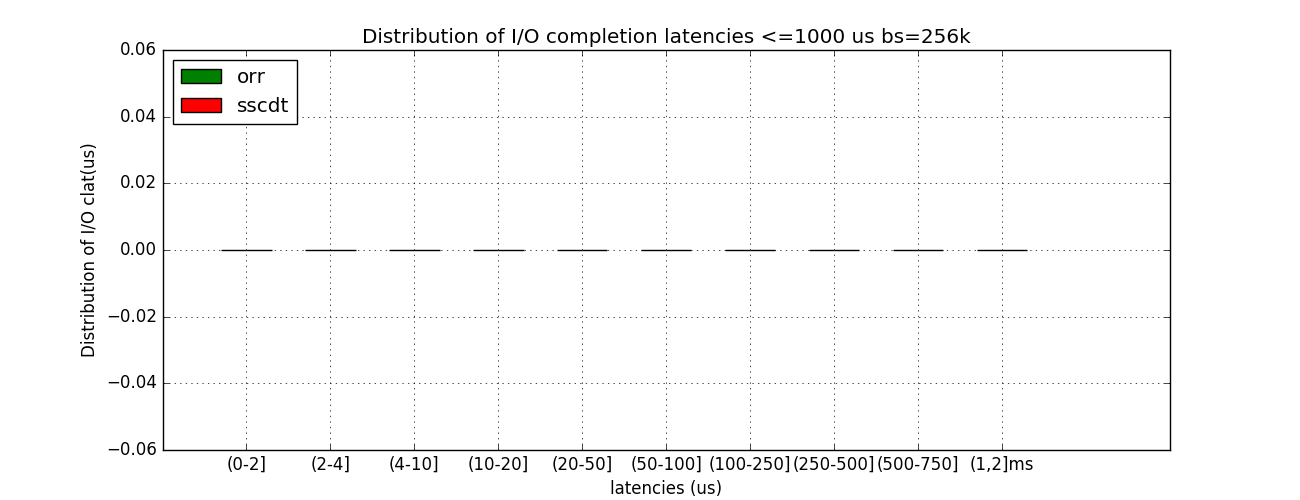 Distribution of I/O completion latencies <=1000 us bs=256k
orr
sscdt
Distribution of I/O clat(us)
0.06
0.04
0.02
0.00
−0.02
−0.04
−0.06
(0-2] (2-4] (4-10] (10-20] (20-50] (50-100] (100-250] (250-500] (500-750] (1,2]ms
latencies (us)